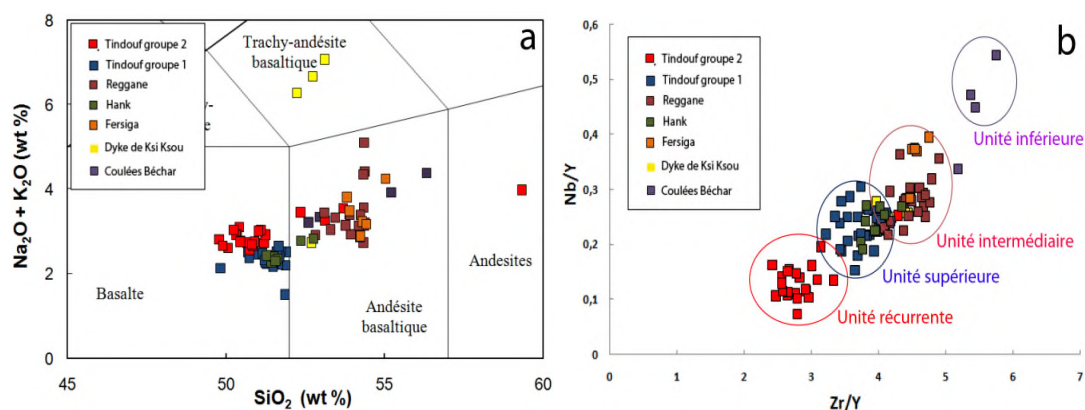 a
8
6
4
2
0
Na₂O + K₂O (wt %)
Tindouf groupe 2
Tindouf groupe 1
Reggane
Hank
Fersiga
Dyke de Ksi Ksou
Coulées Béchar
Trachy-andésite
basaltique
Basalte
Andésite
basaltique
Andesites
45
50
55
60
SiO₂ (wt %)
b
0,6
0,5
0,4
0,3
0,2
0,1
0
Nb/Y
Tindouf groupe 2
Tindouf groupe 1
Reggane
Hank
Fersiga
Dyke de Ksi Ksou
Coulées Béchar
Unité inférieure
Unité intermédiaire
Unité supérieure
Unité récurrente
0
1
2
3
4
5
6
7
Zr/Y